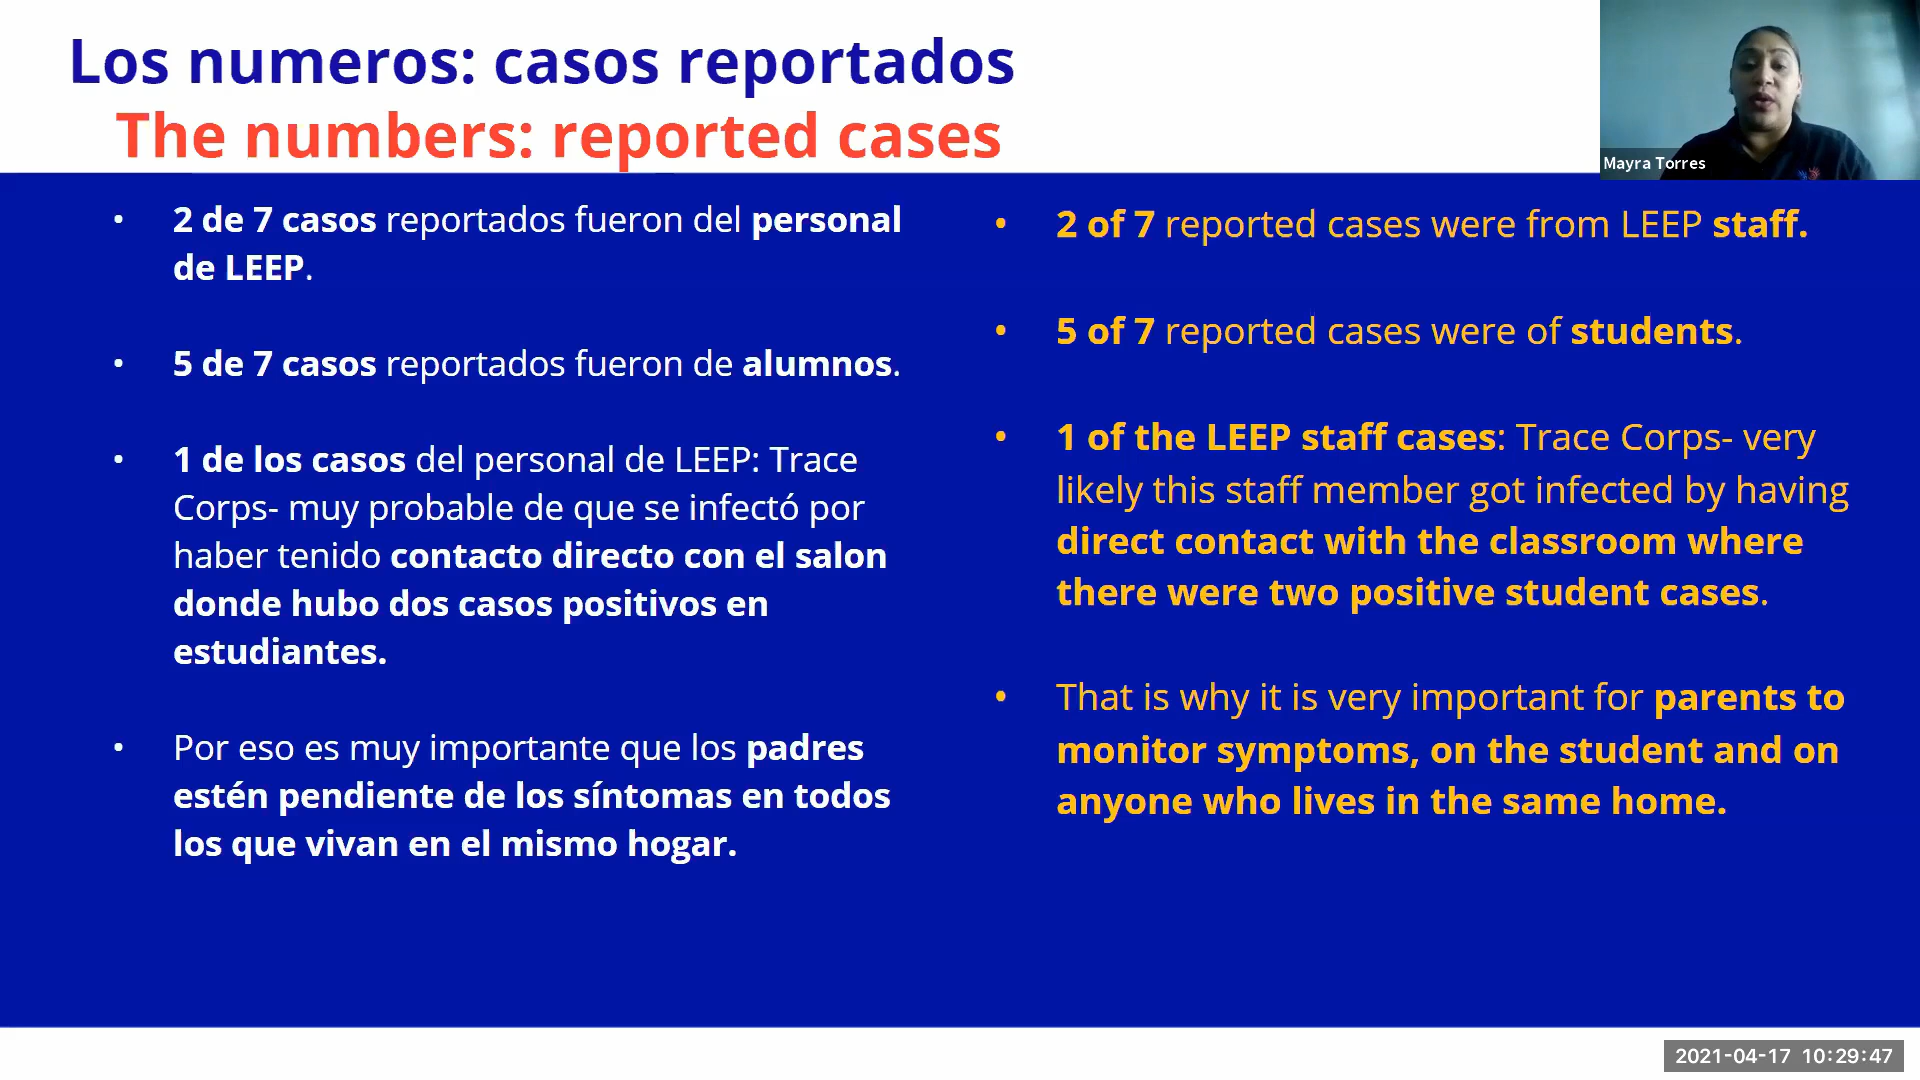 Los numeros: casos reportados
The numbers: reported cases
Mayra Torres
• 2 de 7 casos reportados fueron del personal
de LEEP.
• 5 de 7 casos reportados fueron de alumnos.
• 1 de los casos del personal de LEEP: Trace
Corps- muy probable de que se infectó por
haber tenido contacto directo con el salon
donde hubo dos casos positivos en
estudiantes.
• Por eso es muy importante que los padres
estén pendiente de los síntomas en todos
los que vivan en el mismo hogar.
• 2 of 7 reported cases were from LEEP staff.
• 5 of 7 reported cases were of students.
• 1 of the LEEP staff cases: Trace Corps- very
likely this staff member got infected by having
direct contact with the classroom where
there were two positive student cases.
• That is why it is very important for parents to
monitor symptoms, on the student and on
anyone who lives in the same home.
2021-04-17 10:29:47